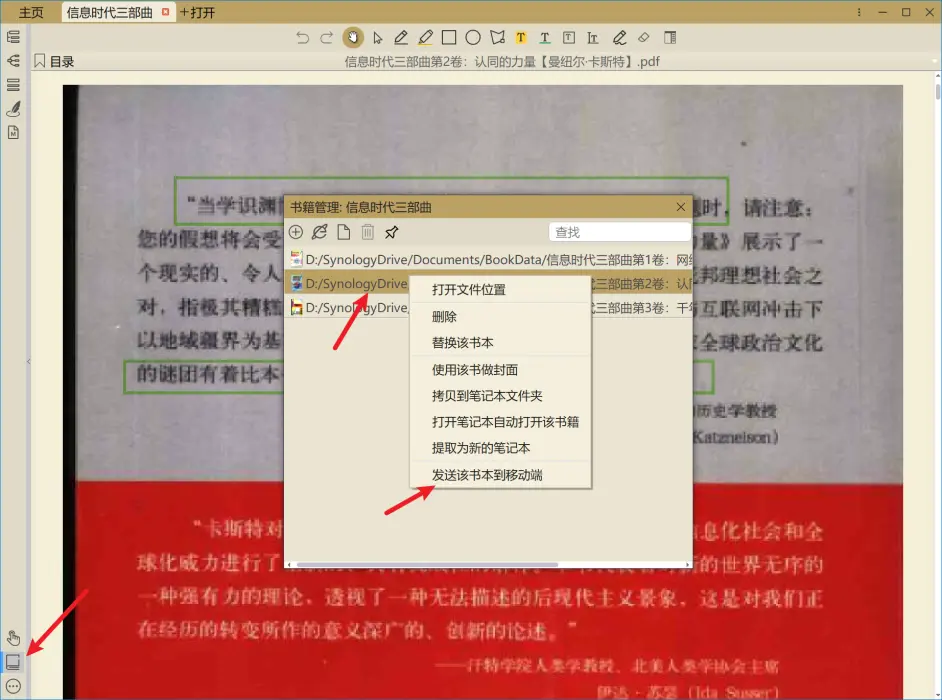 主页
信息时代三部曲
+打开
目录
信息时代三部曲第2卷：认同的力量【曼纽尔·卡斯特】.pdf
“当学识渊
时，请注意：
您的假想将会受
量》展示了一
个现实的、令人
邦理想社会之
对，指极其糟糕
互联网冲击下
以地域疆界为基
全球政治文化
的谜团有着比本
历史学教授
Katznelson）
书籍管理: 信息时代三部曲
查找
D:/SynologyDrive/Documents/BookData/信息时代三部曲第1卷：网络
D:/SynologyDrive
三部曲第2卷：认
D:/SynologyDrive
三部曲第3卷：千
打开文件位置
删除
替换该书本
使用该书做封面
拷贝到笔记本文件夹
打开笔记本自动打开该书籍
提取为新的笔记本
发送该书本到移动端
“卡斯特对
息化社会和全
球化威力进行了
新的世界无序的
一种强有力的理论，透视了一种无法描述的后现代主义景象，这是对我们正
在经历的转变所作的意义深广的、创新的论述。”
——汗特学院人类学教授、北美人类学协会主席
伊达·苏瑟（Ida Susser）